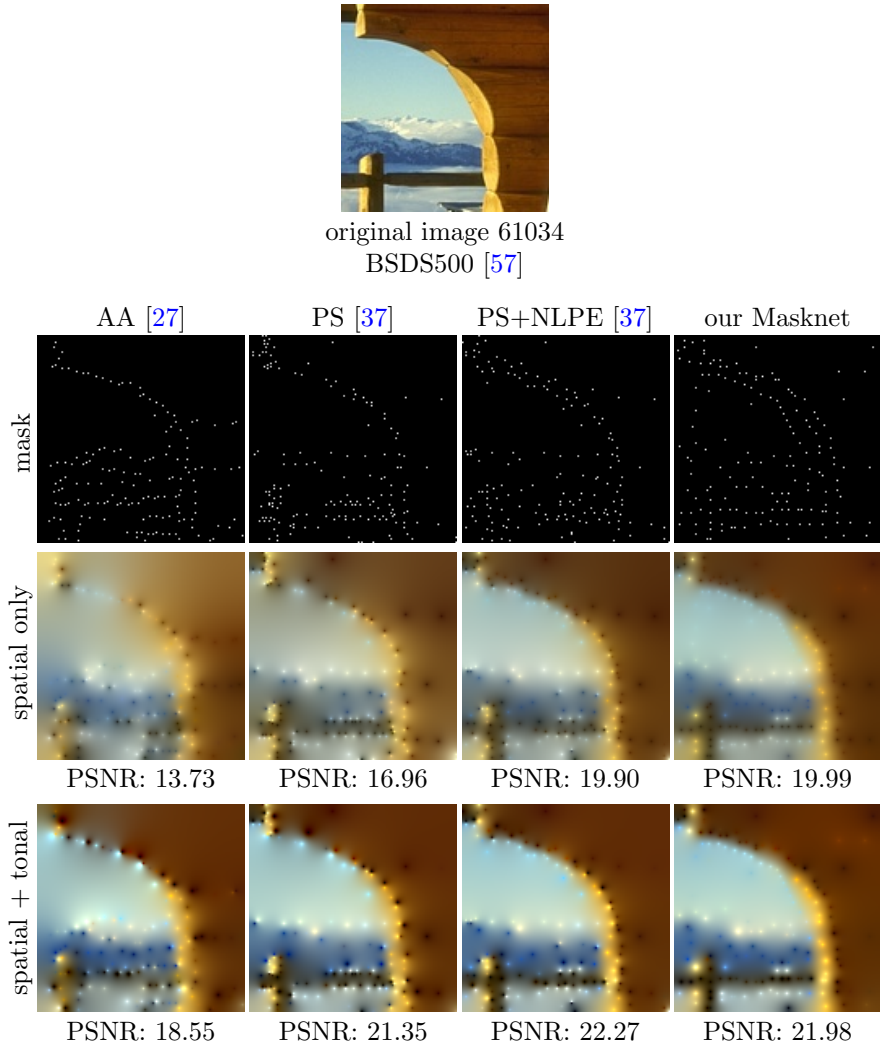 original image 61034
BSDS500 [57]
AA [27]
PS [37]
PS+NLPE [37]
our Masknet
mask
spatial only
PSNR: 13.73
PSNR: 16.96
PSNR: 19.90
PSNR: 19.99
spatial + tonal
PSNR: 18.55
PSNR: 21.35
PSNR: 22.27
PSNR: 21.98